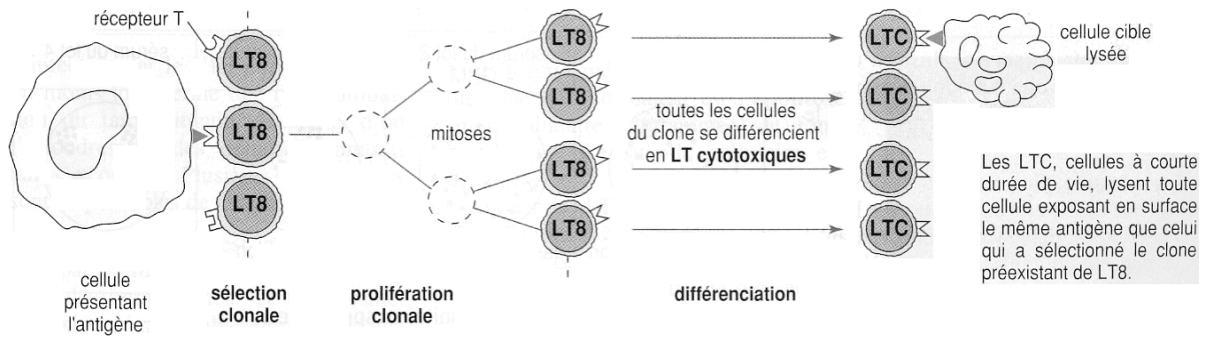 récepteur T
LT8
LT8
LT8
cellule
présentant
l'antigène
sélection
clonale
mitoses
prolifération
clonale
LT8
LT8
LT8
LT8
toutes les cellules
du clone se différencient
en LT cytotoxiques
différenciation
LTC
LTC
LTC
LTC
cellule cible
lysée
Les LTC, cellules à courte
durée de vie, lysent toute
cellule exposant en surface
le même antigène que celui
qui a sélectionné le clone
préexistant de LT8.